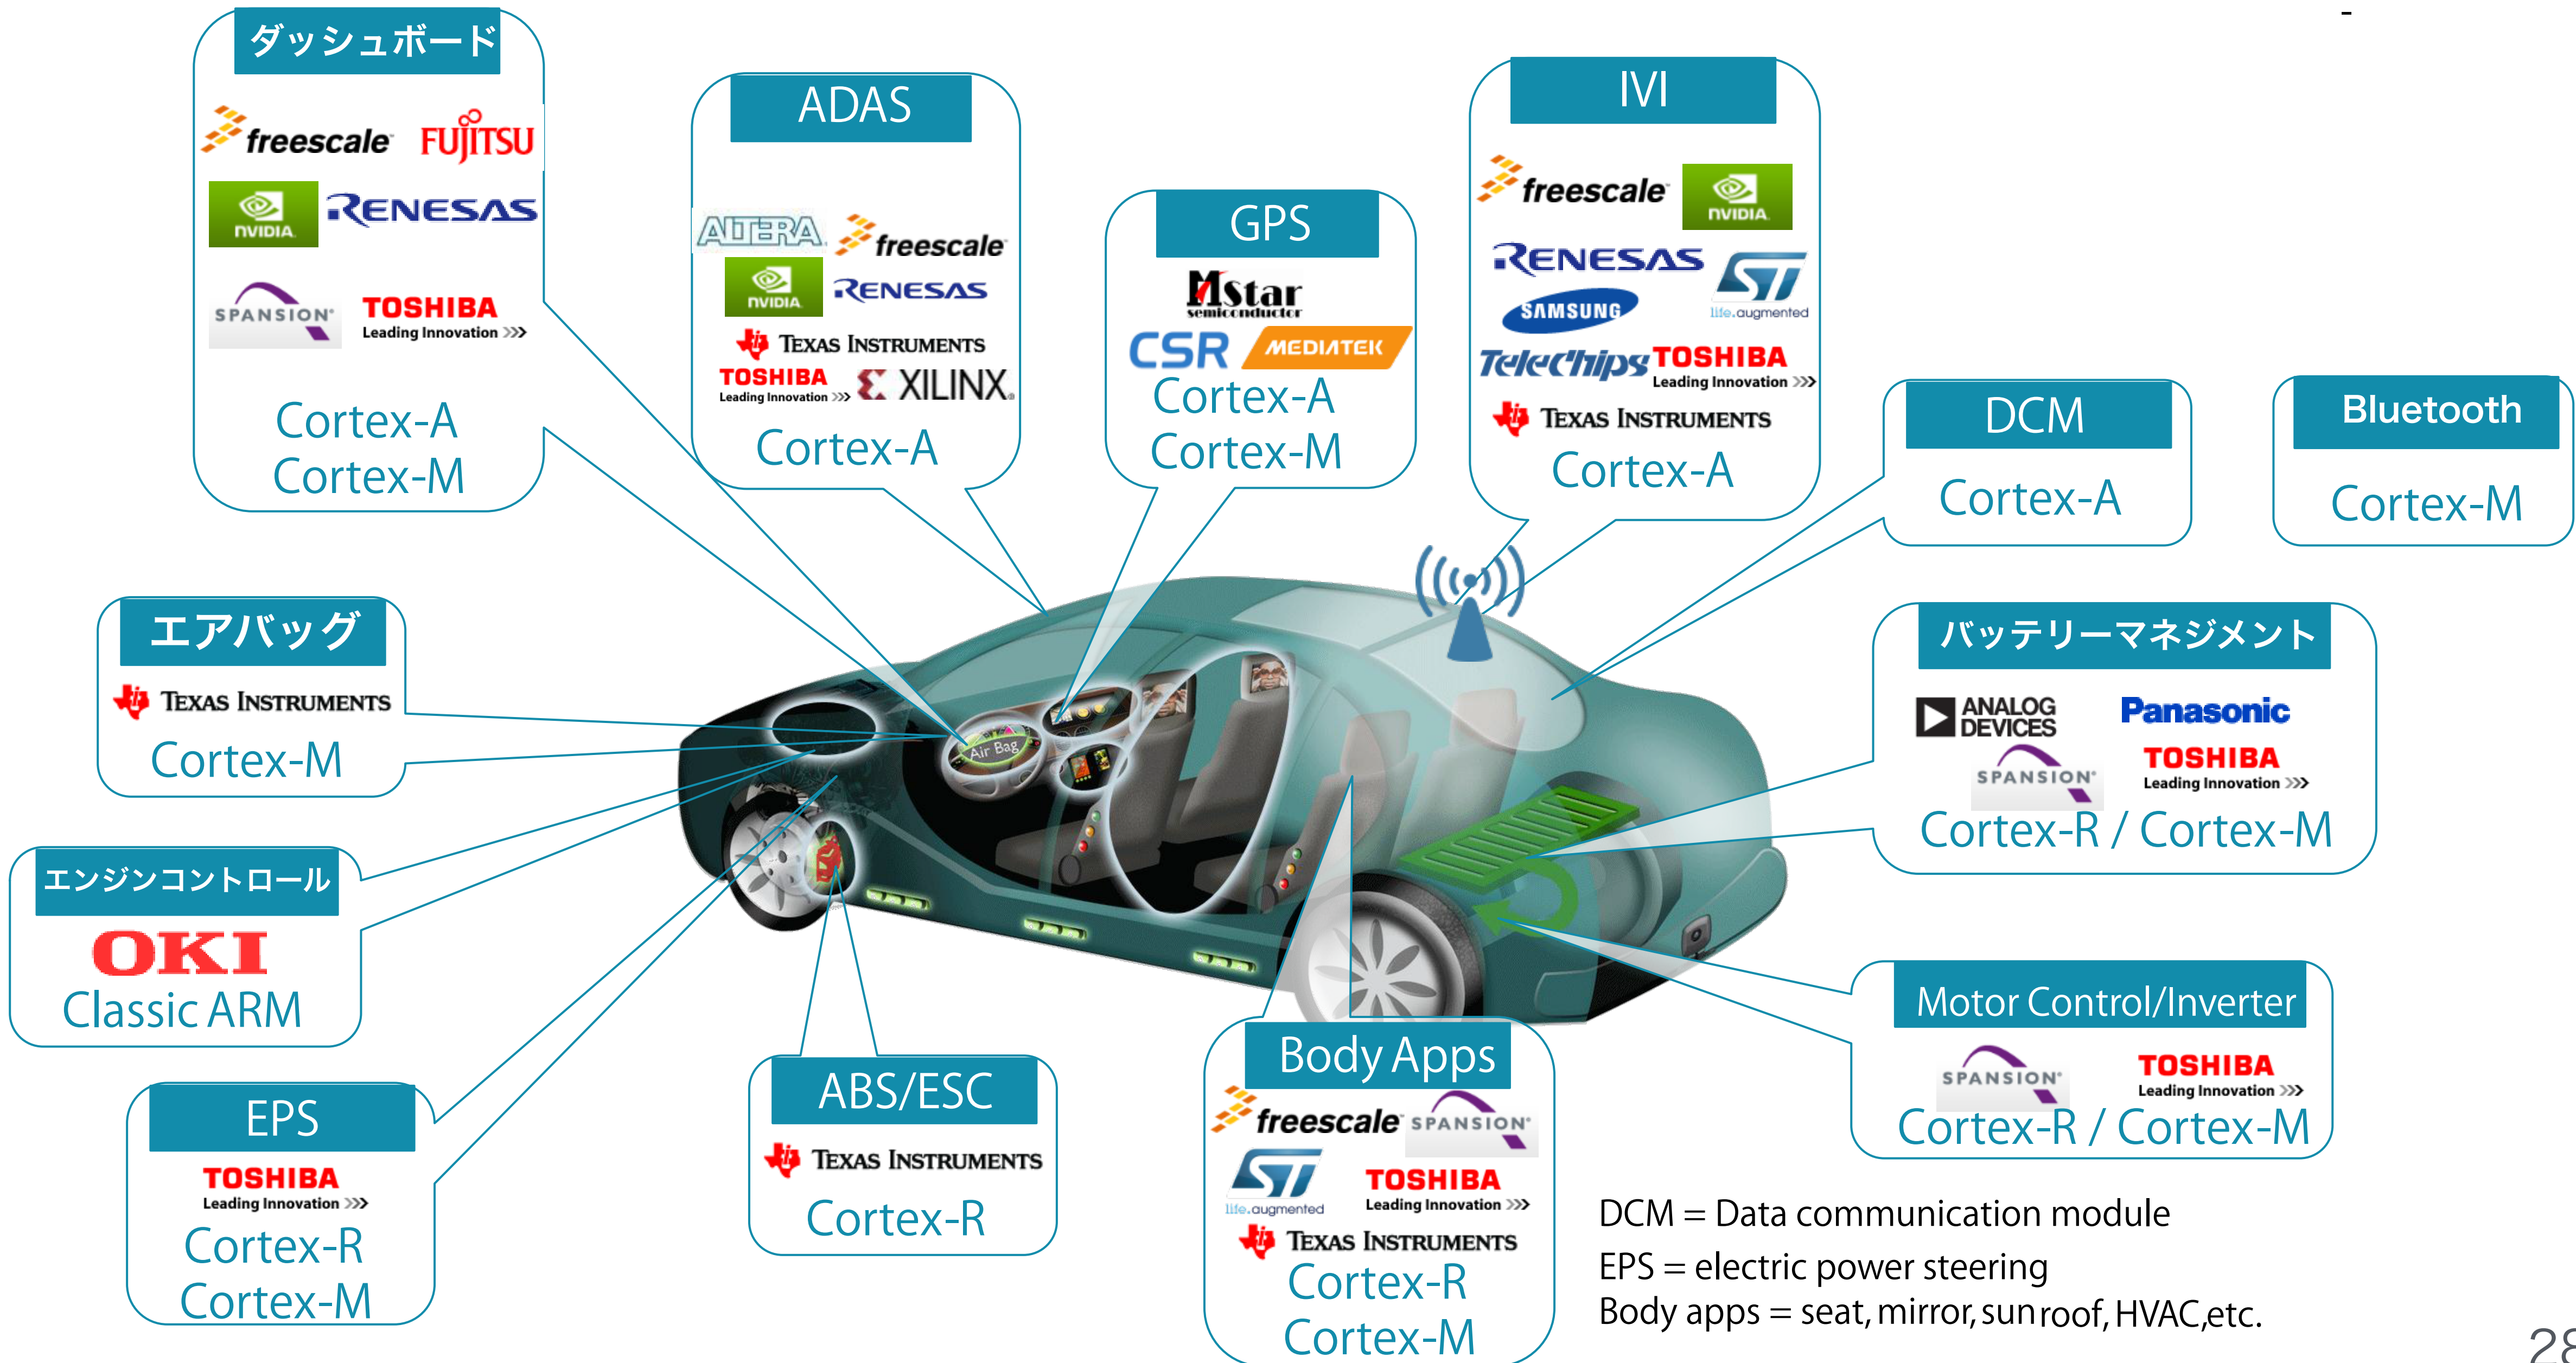 -
ダッシュボード
freescale FUJITSU
NVIDIA RENESAS
SPANSION TOSHIBA
Leading Innovation >>>
Cortex-A
Cortex-M
ADAS
ALTERA freescale
NVIDIA RENESAS
TEXAS INSTRUMENTS
TOSHIBA XILINX
Leading Innovation >>>
Cortex-A
GPS
MStar
semiconductor
CSR MEDIATEK
Cortex-A
Cortex-M
IVI
freescale NVIDIA
RENESAS ST
SAMSUNG life.augmented
TeleChips TOSHIBA
Leading Innovation >>>
TEXAS INSTRUMENTS
Cortex-A
DCM
Cortex-A
Bluetooth
Cortex-M
エアバッグ
TEXAS INSTRUMENTS
Cortex-M
Air Bag
バッテリーマネジメント
ANALOG
DEVICES
Panasonic
SPANSION TOSHIBA
Leading Innovation >>>
Cortex-R / Cortex-M
エンジンコントロール
OKI
Classic ARM
Motor Control/Inverter
SPANSION TOSHIBA
Leading Innovation >>>
Cortex-R / Cortex-M
EPS
TOSHIBA
Leading Innovation >>>
Cortex-R
Cortex-M
ABS/ESC
TEXAS INSTRUMENTS
Cortex-R
Body Apps
freescale SPANSION
ST TOSHIBA
life.augmented Leading Innovation >>>
TEXAS INSTRUMENTS
Cortex-R
Cortex-M
DCM = Data communication module
EPS = electric power steering
Body apps = seat, mirror, sunroof, HVAC,etc.
28